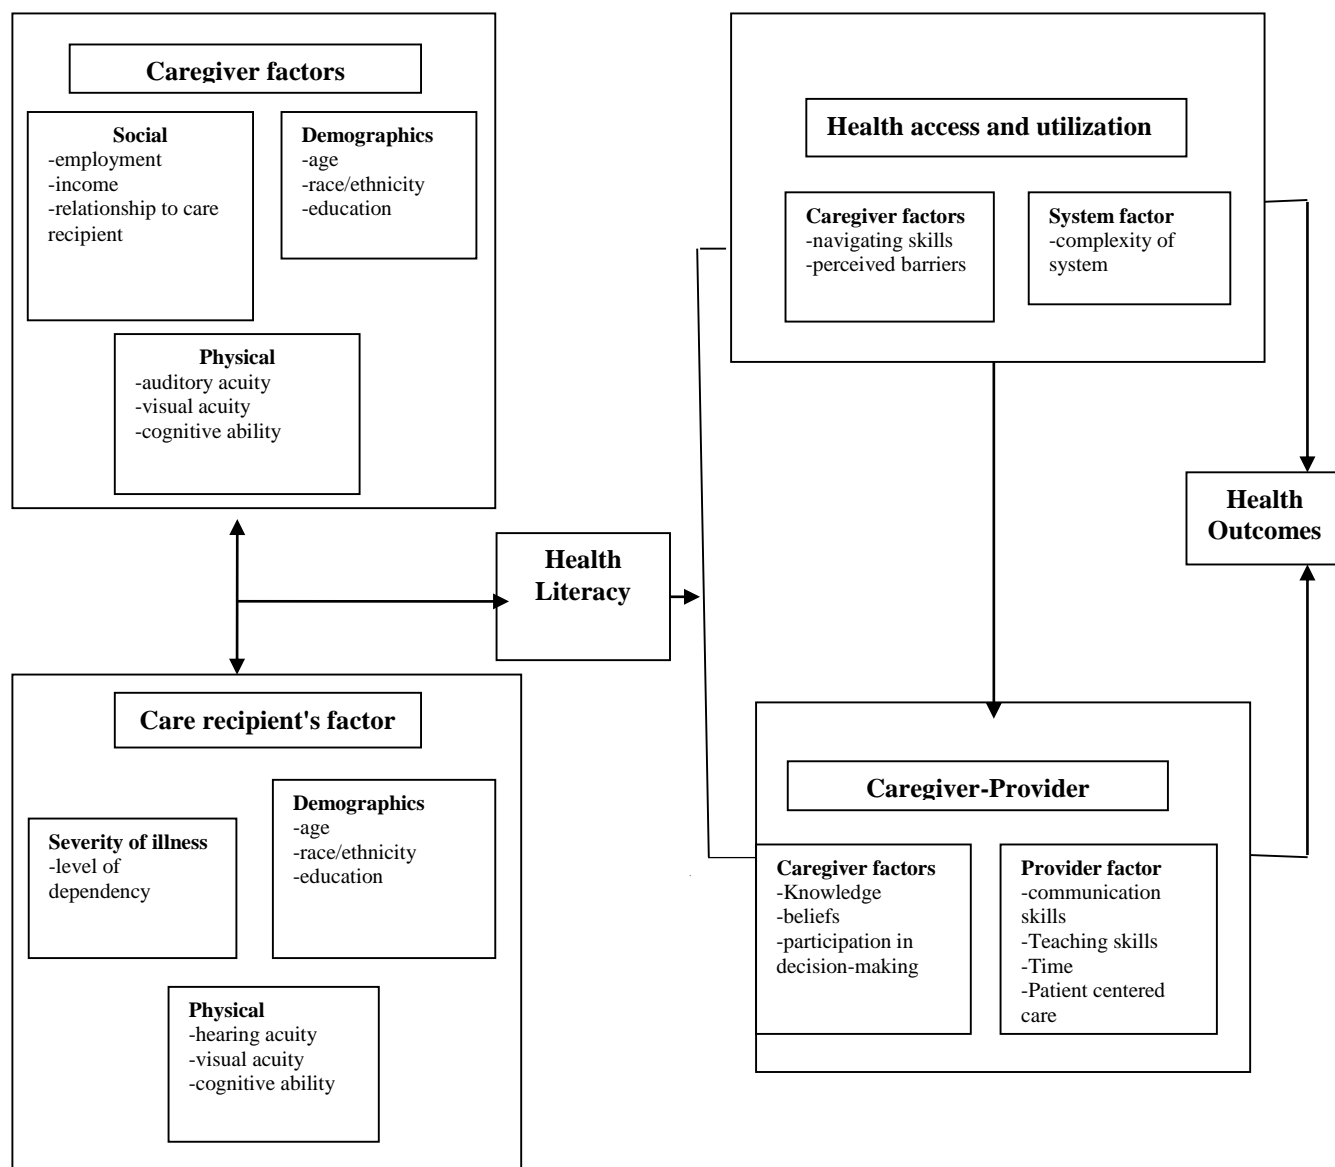 Caregiver factors
Social
-employment
-income
-relationship to care
recipient
Demographics
-age
-race/ethnicity
-education
Physical
-auditory acuity
-visual acuity
-cognitive ability
Health Literacy
Care recipient's factor
Severity of illness
-level of
dependency
Demographics
-age
-race/ethnicity
-education
Physical
-hearing acuity
-visual acuity
-cognitive ability
Health access and utilization
Caregiver factors
-navigating skills
-perceived barriers
System factor
-complexity of
system
Caregiver-Provider
Caregiver factors
-Knowledge
-beliefs
-participation in
decision-making
Provider factor
-communication
skills
-Teaching skills
-Time
-Patient centered
care
Health
Outcomes